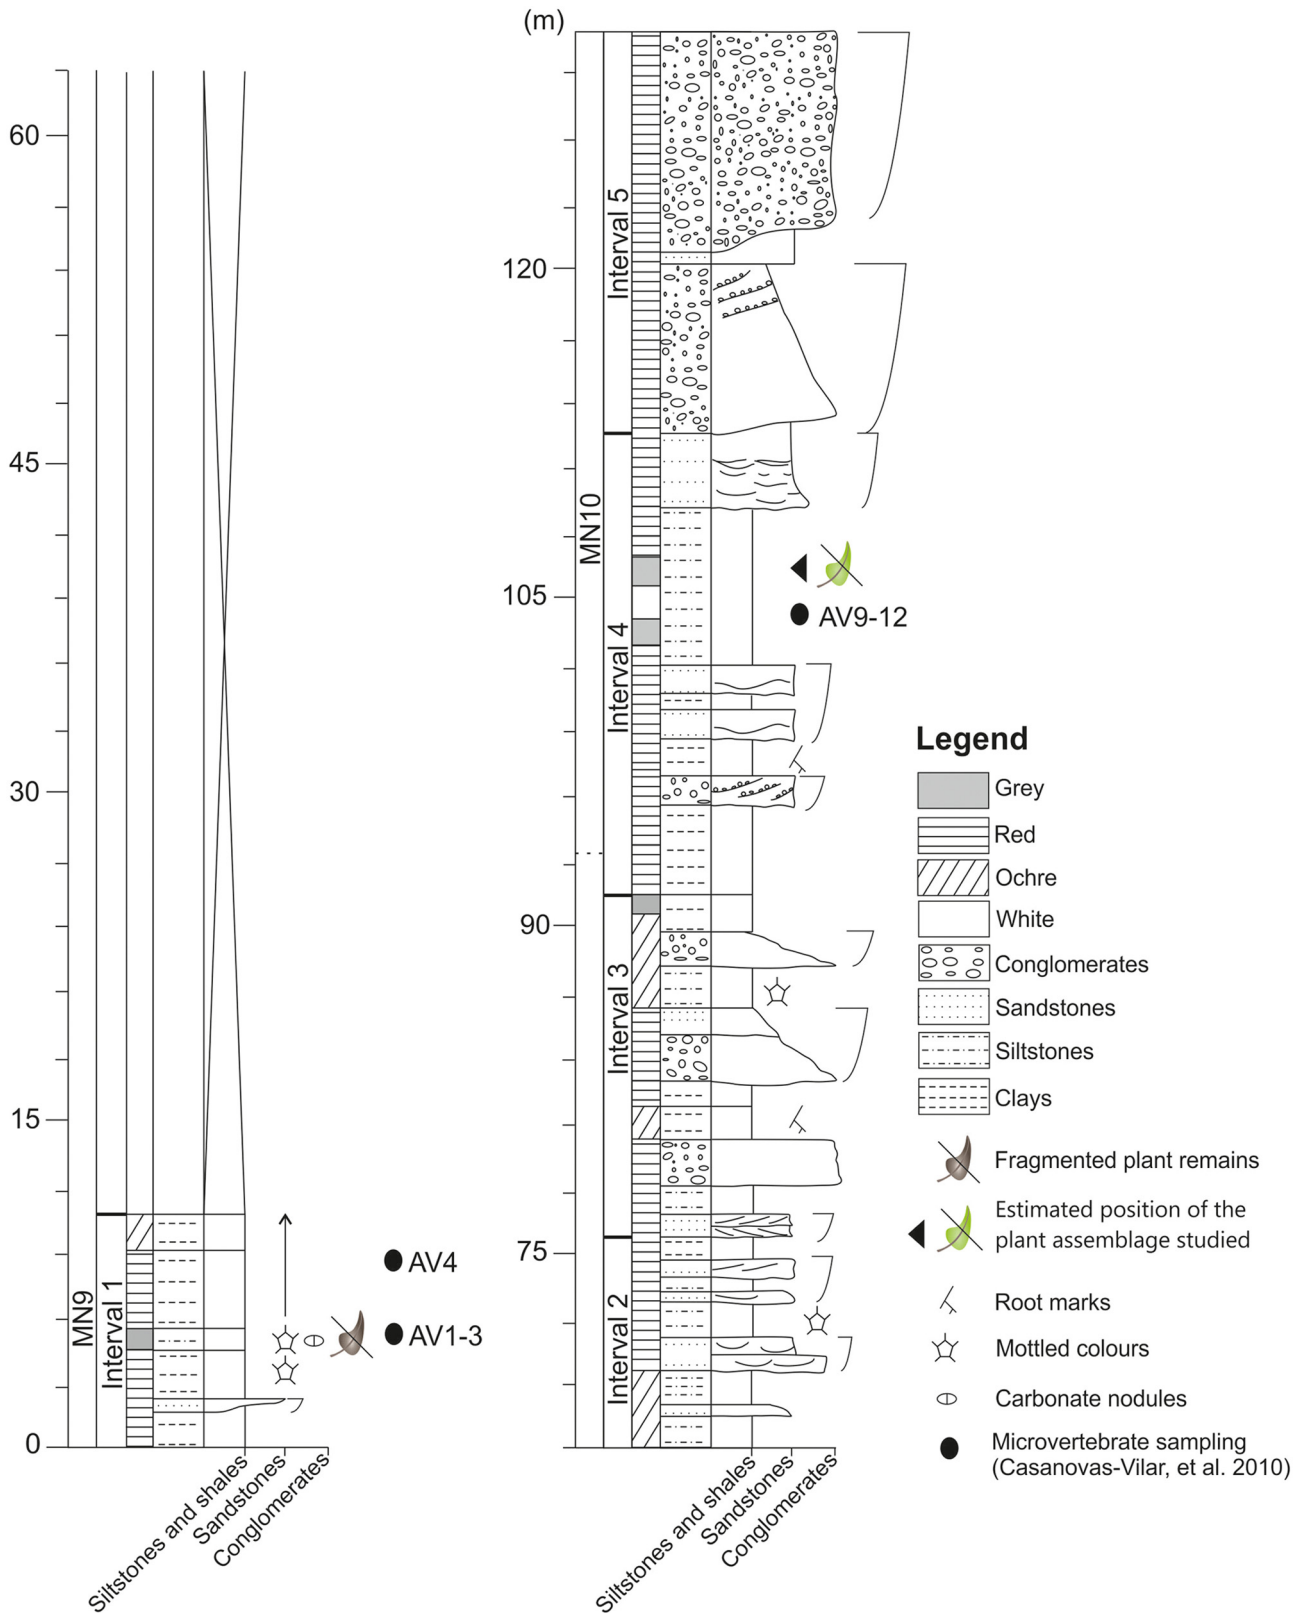 (m)
60
45
30
15
0
MN9
Interval 1
AV4
AV1-3
Siltstones and shales
Sandstones
Conglomerates
120
105
90
75
MN10
Interval 5
Interval 4
Interval 3
Interval 2
AV9-12
Siltstones and shales
Sandstones
Conglomerates
Legend
Grey
Red
Ochre
White
Conglomerates
Sandstones
Siltstones
Clays
Fragmented plant remains
Estimated position of the
plant assemblage studied
Root marks
Mottled colours
Carbonate nodules
Microvertebrate sampling
(Casanovas-Vilar, et al. 2010)